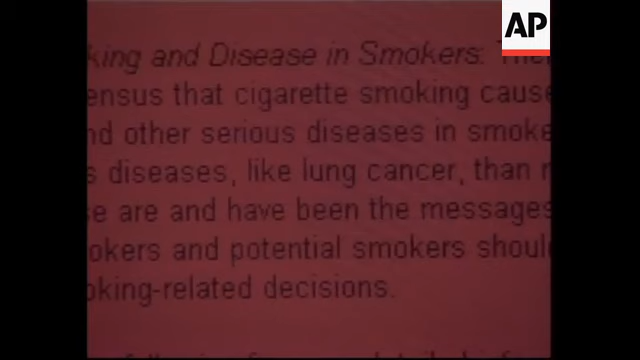 AP
king and Disease in Smokers:
ensus that cigarette smoking cause
nd other serious diseases in smoke
s diseases, like lung cancer, than
se are and have been the messages
okers and potential smokers shoul
oking-related decisions.